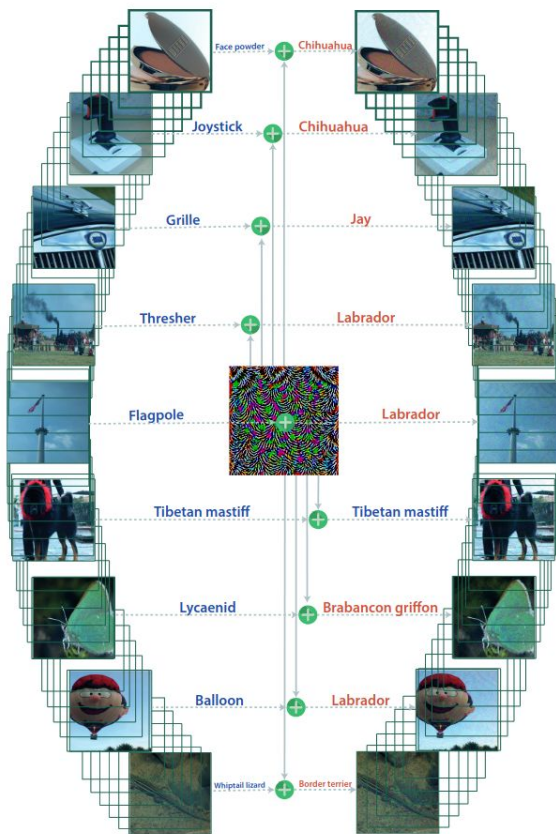 Face powder Chihuahua
Joystick Chihuahua
Grille Jay
Thresher Labrador
Flagpole Labrador
Tibetan mastiff Tibetan mastiff
Lycaenid Brabancon griffon
Balloon Labrador
Whiptail lizard Border terrier